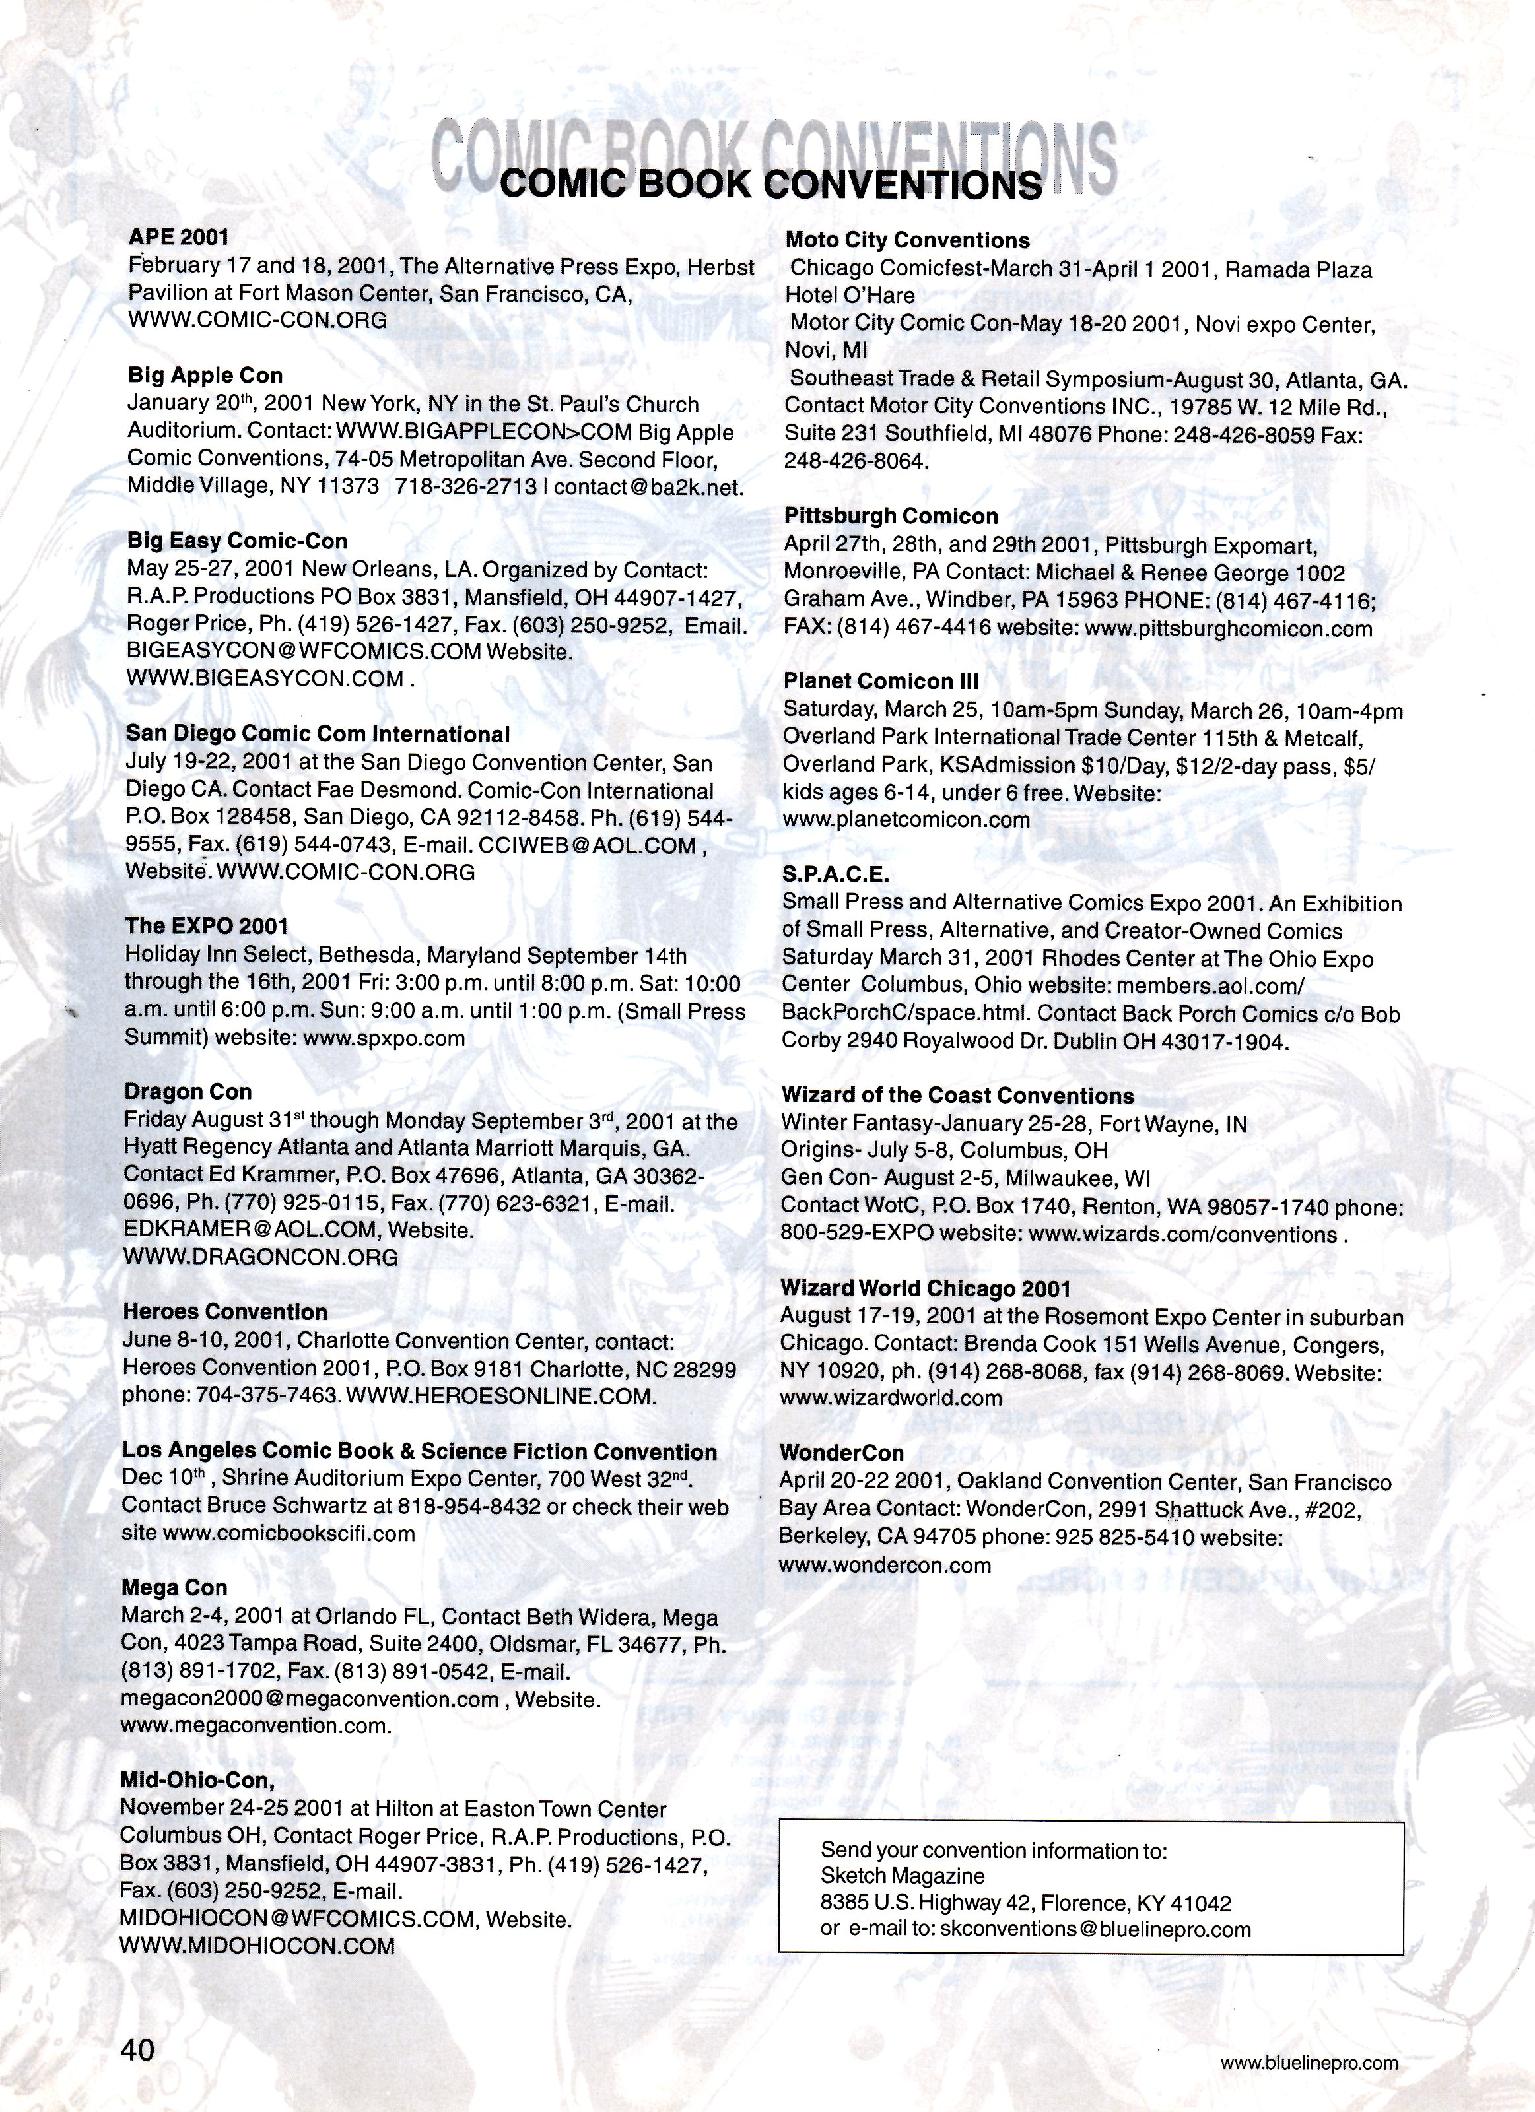 COMIC BOOK CONVENTIONS
COMIC BOOK CONVENTIONS
APE 2001
February 17 and 18, 2001, The Alternative Press Expo, Herbst
Pavilion at Fort Mason Center, San Francisco, CA,
WWW.COMIC-CON.ORG
Big Apple Con
January 20th, 2001 New York, NY in the St. Paul's Church
Auditorium. Contact: WWW.BIGAPPLECON>COM Big Apple
Comic Conventions, 74-05 Metropolitan Ave. Second Floor,
Middle Village, NY 11373 718-326-2713 I contact@ba2k.net.
Big Easy Comic-Con
May 25-27, 2001 New Orleans, LA. Organized by Contact:
R.A.P. Productions PO Box 3831, Mansfield, OH 44907-1427,
Roger Price, Ph. (419) 526-1427, Fax. (603) 250-9252, Email.
BIGEASYCON@WFCOMICS.COM Website.
WWW.BIGEASYCON.COM .
San Diego Comic Com International
July 19-22, 2001 at the San Diego Convention Center, San
Diego CA. Contact Fae Desmond. Comic-Con International
P.O. Box 128458, San Diego, CA 92112-8458. Ph. (619) 544-
9555, Fax. (619) 544-0743, E-mail. CCIWEB@AOL.COM ,
Website. WWW.COMIC-CON.ORG
The EXPO 2001
Holiday Inn Select, Bethesda, Maryland September 14th
through the 16th, 2001 Fri: 3:00 p.m. until 8:00 p.m. Sat: 10:00
a.m. until 6:00 p.m. Sun: 9:00 a.m. until 1:00 p.m. (Small Press
Summit) website: www.spxpo.com
Dragon Con
Friday August 31st though Monday September 3rd, 2001 at the
Hyatt Regency Atlanta and Atlanta Marriott Marquis, GA.
Contact Ed Krammer, P.O. Box 47696, Atlanta, GA 30362-
0696, Ph. (770) 925-0115, Fax. (770) 623-6321, E-mail.
EDKRAMER@AOL.COM, Website.
WWW.DRAGONCON.ORG
Heroes Convention
June 8-10, 2001, Charlotte Convention Center, contact:
Heroes Convention 2001, P.O. Box 9181 Charlotte, NC 28299
phone: 704-375-7463. WWW.HEROESONLINE.COM.
Los Angeles Comic Book & Science Fiction Convention
Dec 10th , Shrine Auditorium Expo Center, 700 West 32nd.
Contact Bruce Schwartz at 818-954-8432 or check their web
site www.comicbookscifi.com
Mega Con
March 2-4, 2001 at Orlando FL, Contact Beth Widera, Mega
Con, 4023 Tampa Road, Suite 2400, Oldsmar, FL 34677, Ph.
(813) 891-1702, Fax. (813) 891-0542, E-mail.
megacon2000@megaconvention.com , Website.
www.megaconvention.com.
Mid-Ohio-Con,
November 24-25 2001 at Hilton at Easton Town Center
Columbus OH, Contact Roger Price, R.A.P. Productions, P.O.
Box 3831, Mansfield, OH 44907-3831, Ph. (419) 526-1427,
Fax. (603) 250-9252, E-mail.
MIDOHIOCON@WFCOMICS.COM, Website.
WWW.MIDOHIOCON.COM
Moto City Conventions
Chicago Comicfest-March 31-April 1 2001, Ramada Plaza
Hotel O'Hare
Motor City Comic Con-May 18-20 2001, Novi expo Center,
Novi, MI
Southeast Trade & Retail Symposium-August 30, Atlanta, GA.
Contact Motor City Conventions INC., 19785 W. 12 Mile Rd.,
Suite 231 Southfield, MI 48076 Phone: 248-426-8059 Fax:
248-426-8064.
Pittsburgh Comicon
April 27th, 28th, and 29th 2001, Pittsburgh Expomart,
Monroeville, PA Contact: Michael & Renee George 1002
Graham Ave., Windber, PA 15963 PHONE: (814) 467-4116;
FAX: (814) 467-4416 website: www.pittsburghcomicon.com
Planet Comicon III
Saturday, March 25, 10am-5pm Sunday, March 26, 10am-4pm
Overland Park International Trade Center 115th & Metcalf,
Overland Park, KSAdmission $10/Day, $12/2-day pass, $5/
kids ages 6-14, under 6 free. Website:
www.planetcomicon.com
S.P.A.C.E.
Small Press and Alternative Comics Expo 2001. An Exhibition
of Small Press, Alternative, and Creator-Owned Comics
Saturday March 31, 2001 Rhodes Center at The Ohio Expo
Center Columbus, Ohio website: members.aol.com/
BackPorchC/space.html. Contact Back Porch Comics c/o Bob
Corby 2940 Royalwood Dr. Dublin OH 43017-1904.
Wizard of the Coast Conventions
Winter Fantasy-January 25-28, Fort Wayne, IN
Origins- July 5-8, Columbus, OH
Gen Con- August 2-5, Milwaukee, WI
Contact WotC, P.O. Box 1740, Renton, WA 98057-1740 phone:
800-529-EXPO website: www.wizards.com/conventions .
Wizard World Chicago 2001
August 17-19, 2001 at the Rosemont Expo Center in suburban
Chicago. Contact: Brenda Cook 151 Wells Avenue, Congers,
NY 10920, ph. (914) 268-8068, fax (914) 268-8069. Website:
www.wizardworld.com
WonderCon
April 20-22 2001, Oakland Convention Center, San Francisco
Bay Area Contact: WonderCon, 2991 Shattuck Ave., #202,
Berkeley, CA 94705 phone: 925 825-5410 website:
www.wondercon.com
Send your convention information to:
Sketch Magazine
8385 U.S. Highway 42, Florence, KY 41042
or e-mail to: skconventions@bluelinepro.com
40
www.bluelinepro.com